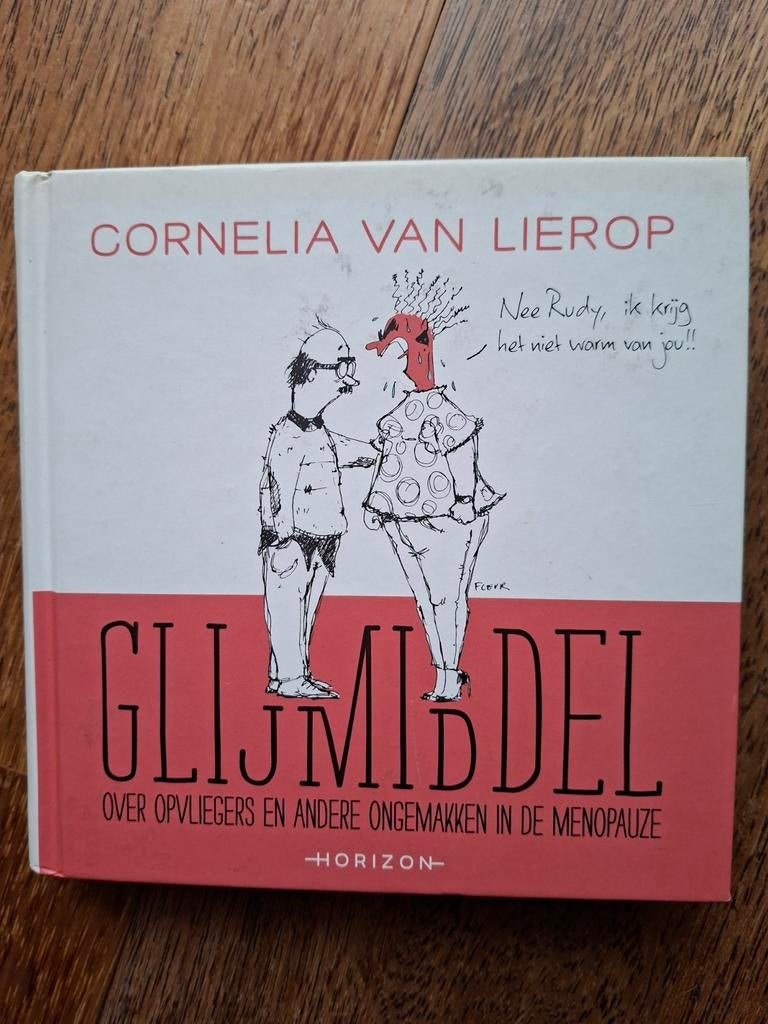 CORNELIA VAN LIEROP
Nee Rudy, ik krijg
het niet warm van jou!!
FLEUR
GLIJMIDDEL
OVER OPVLIEGERS EN ANDERE ONGEMAKKEN IN DE MENOPAUZE
HORIZON